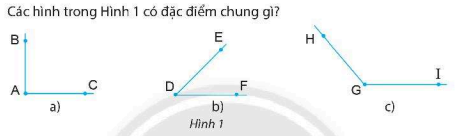 Các hình trong Hình 1 có đặc điểm chung gì?
B
A
C
a)
E
D
F
b)
H
G
I
c)
Hình 1